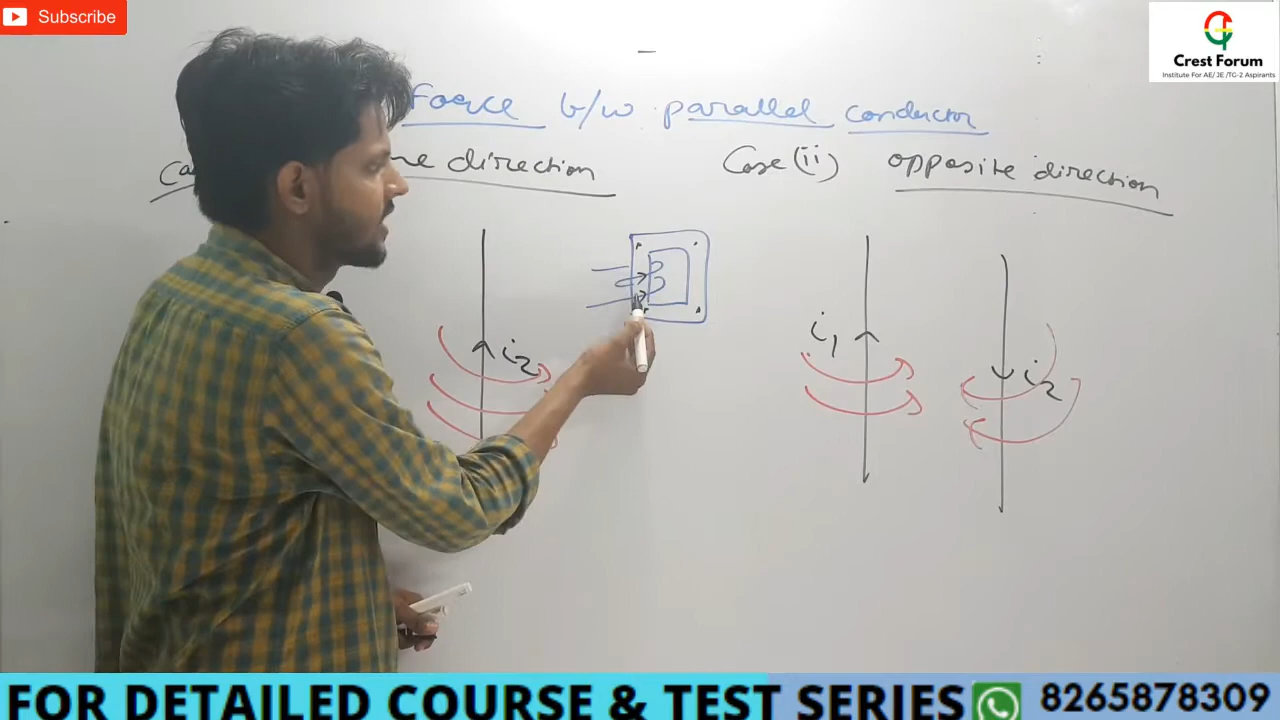 Subscribe
Crest Forum
Institute For AE/ JE /TG-2 Aspirants
Force b/w parallel conductor
direction
Case (ii) opposite direction
i2
i1
i2
FOR DETAILED COURSE & TEST SERIES 8265878309